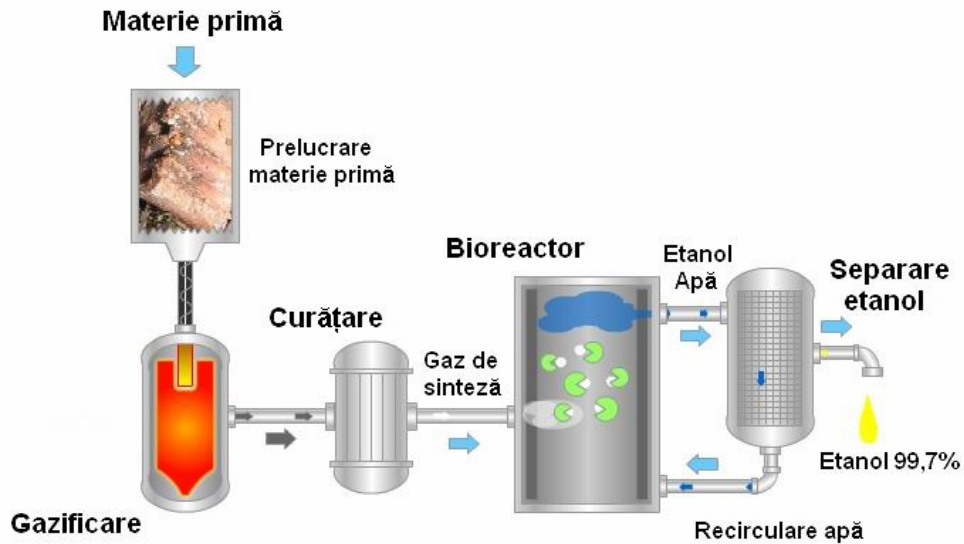 Materie primă
Prelucrare
materie primă
Bioreactor
Etanol
Apă
Separare
etanol
Curățare
Gaz de
sinteză
Etanol 99,7%
Gazificare
Recirculare apă